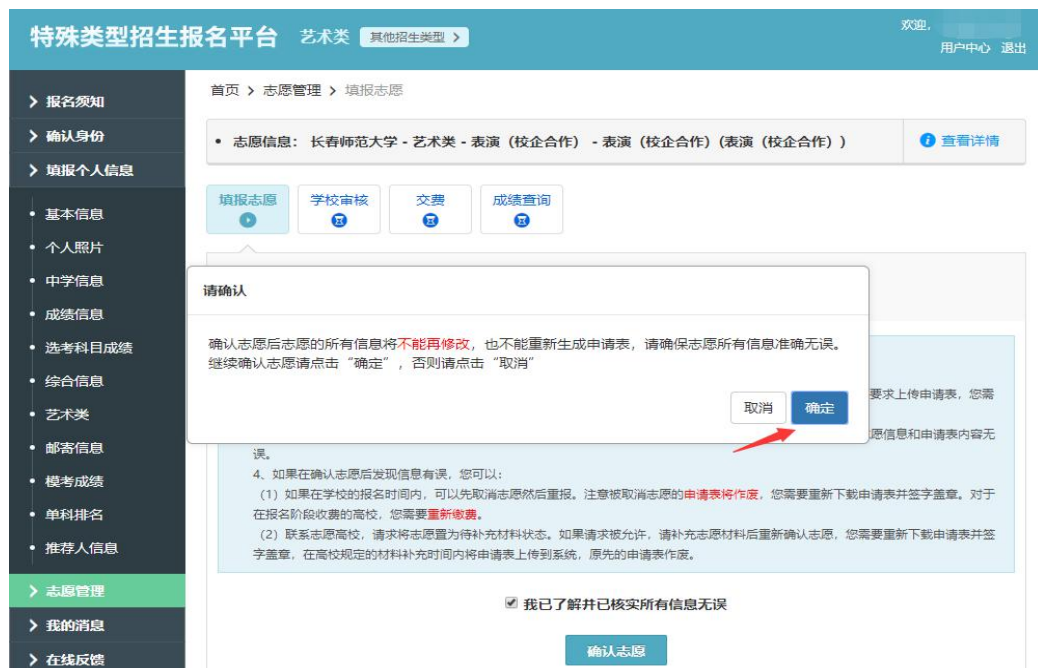 特殊类型招生报名平台 艺术类 其他招生类型 >
欢迎,
用户中心 退出
> 报名须知
> 确认身份
> 填报个人信息
• 基本信息
• 个人照片
• 中学信息
• 成绩信息
• 选考科目成绩
• 综合信息
• 艺术类
• 邮寄信息
• 模考成绩
• 单科排名
• 推荐人信息
> 志愿管理
> 我的消息
> 在线反馈
首页 > 志愿管理 > 填报志愿
• 志愿信息: 长春师范大学 - 艺术类 - 表演（校企合作） - 表演（校企合作）(表演（校企合作）)
查看详情
填报志愿
学校审核
交费
成绩查询
请确认
确认志愿后志愿的所有信息将不能再修改，也不能重新生成申请表，请确保志愿所有信息准确无误。
继续确认志愿请点击“确定”，否则请点击“取消”
取消
确定
要求上传申请表，您需
愿信息和申请表内容无
误。
4、如果在确认志愿后发现信息有误，您可以：
（1）如果在学校的报名时间内，可以先取消志愿然后重报。注意被取消志愿的申请表将作废，您需要重新下载申请表并签字盖章。对于
在报名阶段收费的高校，您需要重新缴费。
（2）联系志愿高校，请求将志愿置为待补充材料状态。如果请求被允许，请补充志愿材料后重新确认志愿，您需要重新下载申请表并签
字盖章，在高校规定的材料补充时间内将申请表上传到系统，原先的申请表作废。
我已了解并已核实所有信息无误
确认志愿